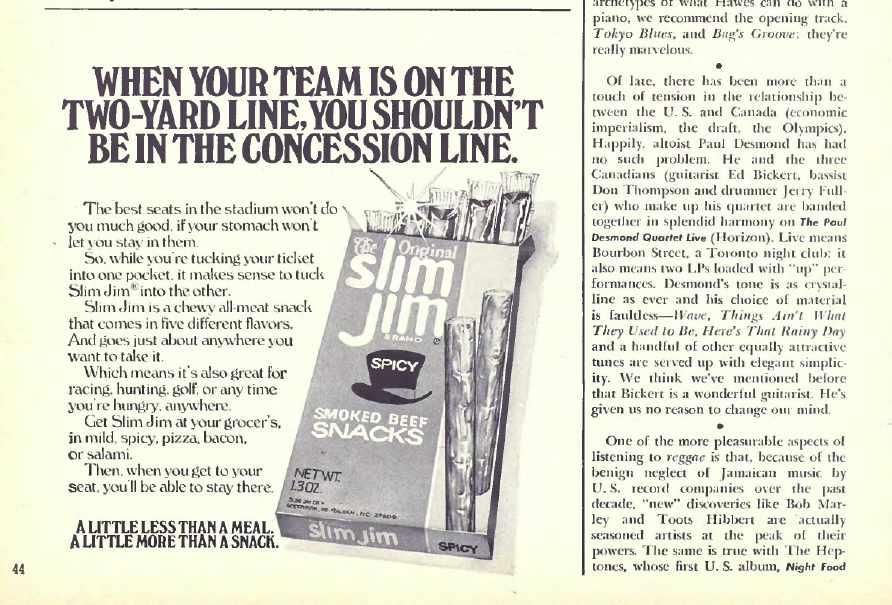 WHEN YOUR TEAM IS ON THE
TWO-YARD LINE, YOU SHOULDN'T
BE IN THE CONCESSION LINE.
The best seats in the stadium won't do
you much good, if your stomach won't
let you stay in them.
So, while you're tucking your ticket
into one pocket, it makes sense to tuck
Slim Jim® into the other.
Slim Jim is a chewy all-meat snack
that comes in five different flavors.
And goes just about anywhere you
want to take it.
Which means it's also great for
racing, hunting, golf, or any time
you're hungry, anywhere.
Get Slim Jim at your grocer's,
in mild, spicy, pizza, bacon,
or salami.
Then, when you get to your
seat, you'll be able to stay there.
A LITTLE LESS THAN A MEAL.
A LITTLE MORE THAN A SNACK.
The Original
Slim
Jim
BRAND ®
SPICY
SMOKED BEEF
SNACKS
NET WT.
1.3 OZ.
RALEIGH, N.C. 27609
Slim Jim
SPICY
44
archetypes of what Hawes can do with a
piano, we recommend the opening track,
Tokyo Blues, and Bag's Groove; they're
really marvelous.
•
Of late, there has been more than a
touch of tension in the relationship be-
tween the U. S. and Canada (economic
imperialism, the draft, the Olympics).
Happily, altoist Paul Desmond has had
no such problem. He and the three
Canadians (guitarist Ed Bickert, bassist
Don Thompson and drummer Jerry Full-
er) who make up his quartet are banded
together in splendid harmony on The Paul
Desmond Quartet Live (Horizon). Live means
Bourbon Street, a Toronto night club; it
also means two LPs loaded with "up" per-
formances. Desmond's tone is as crystal-
line as ever and his choice of material
is faultless—Wave, Things Ain't What
They Used to Be, Here's That Rainy Day
and a handful of other equally attractive
tunes are served up with elegant simplic-
ity. We think we've mentioned before
that Bickert is a wonderful guitarist. He's
given us no reason to change our mind.
•
One of the more pleasurable aspects of
listening to reggae is that, because of the
benign neglect of Jamaican music by
U. S. record companies over the past
decade, "new" discoveries like Bob Mar-
ley and Toots Hibbert are actually
seasoned artists at the peak of their
powers. The same is true with The Hep-
tones, whose first U. S. album, Night Food